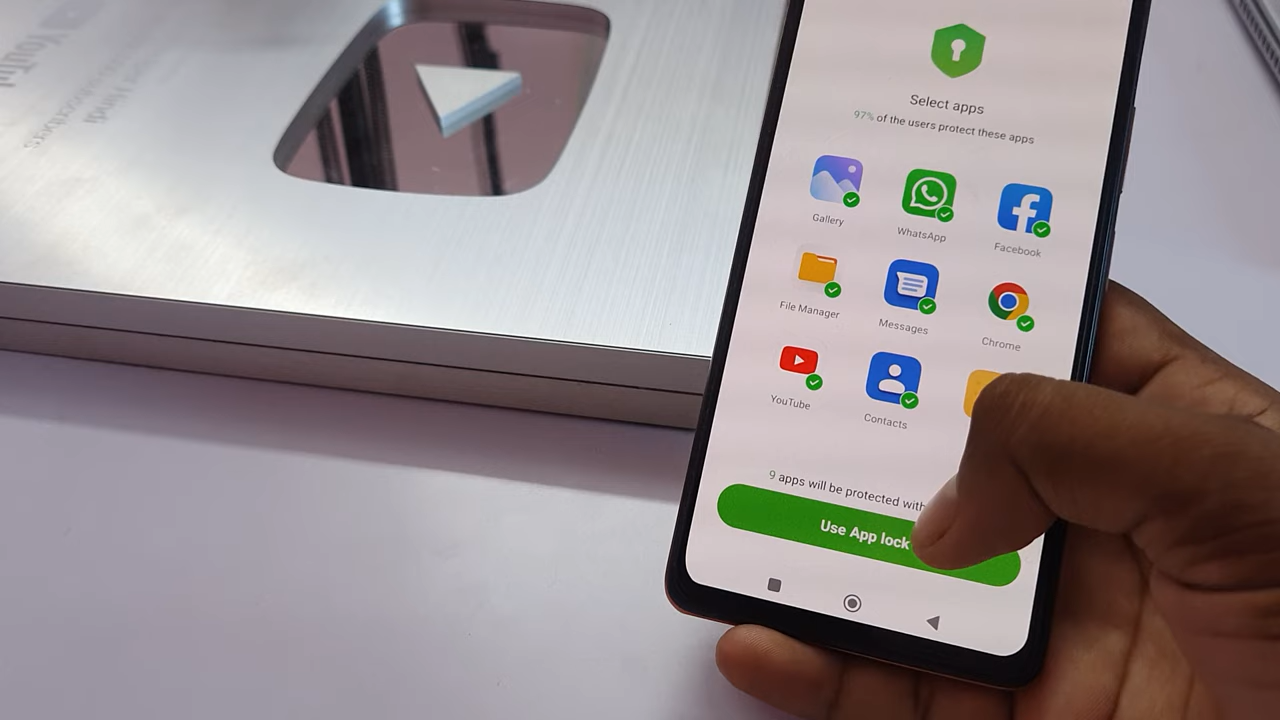 Select apps
97% of the users protect these apps
Gallery
WhatsApp
Facebook
File Manager
Messages
Chrome
YouTube
Contacts
9 apps will be protected with
Use App lock